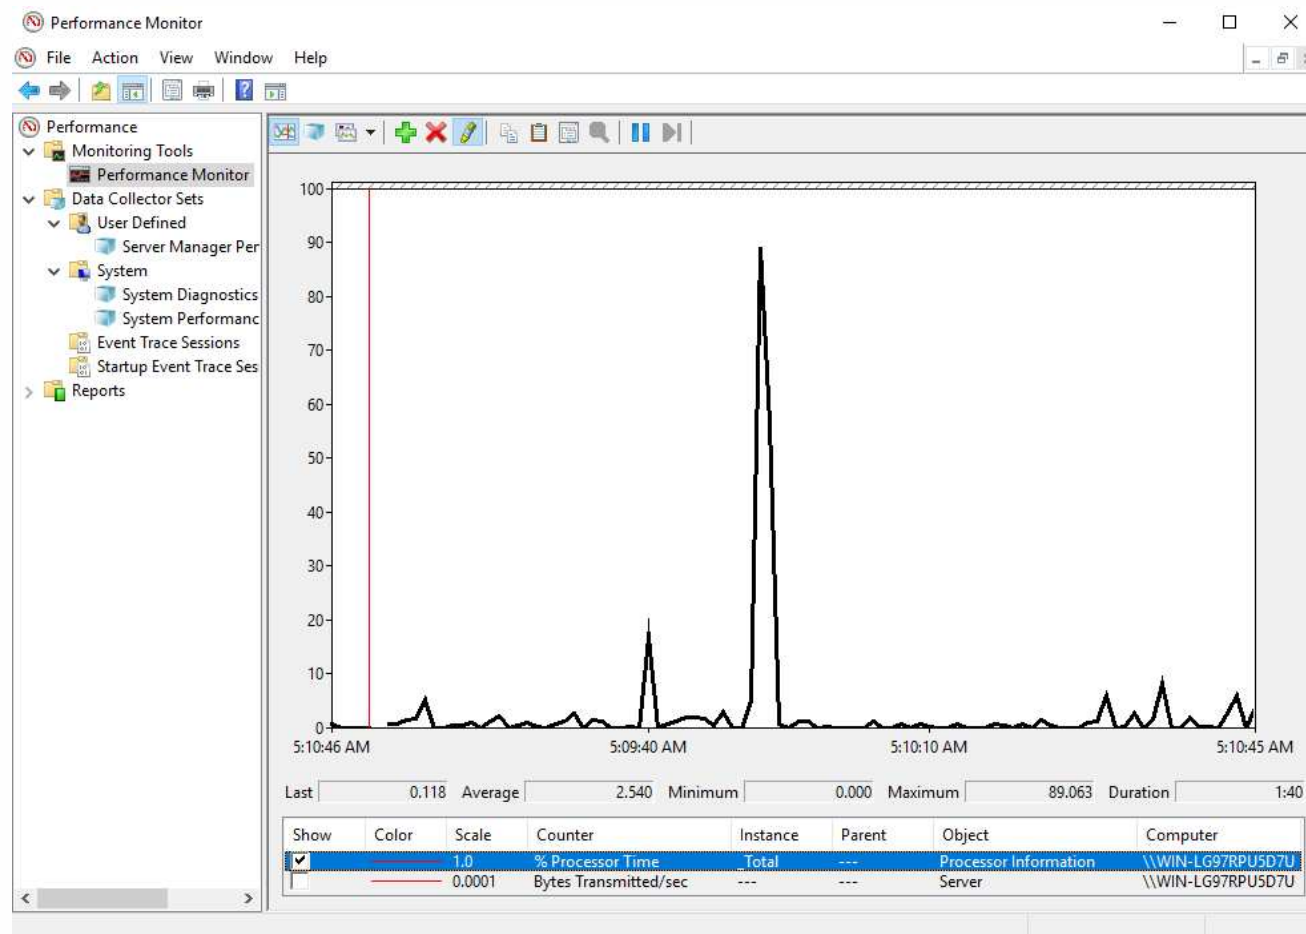 Performance Monitor
File Action View Window Help
Performance
Monitoring Tools
Performance Monitor
Data Collector Sets
User Defined
Server Manager Per
System
System Diagnostics
System Performanc
Event Trace Sessions
Startup Event Trace Ses
Reports
100
90
80
70
60
50
40
30
20
10
0
5:10:46 AM 5:09:40 AM 5:10:10 AM 5:10:45 AM
Last 0.118 Average 2.540 Minimum 0.000 Maximum 89.063 Duration 1:40
Show Color Scale Counter Instance Parent Object Computer
1.0 % Processor Time _Total --- Processor Information \\WIN-LG97RPU5D7U
0.0001 Bytes Transmitted/sec --- --- Server \\WIN-LG97RPU5D7U